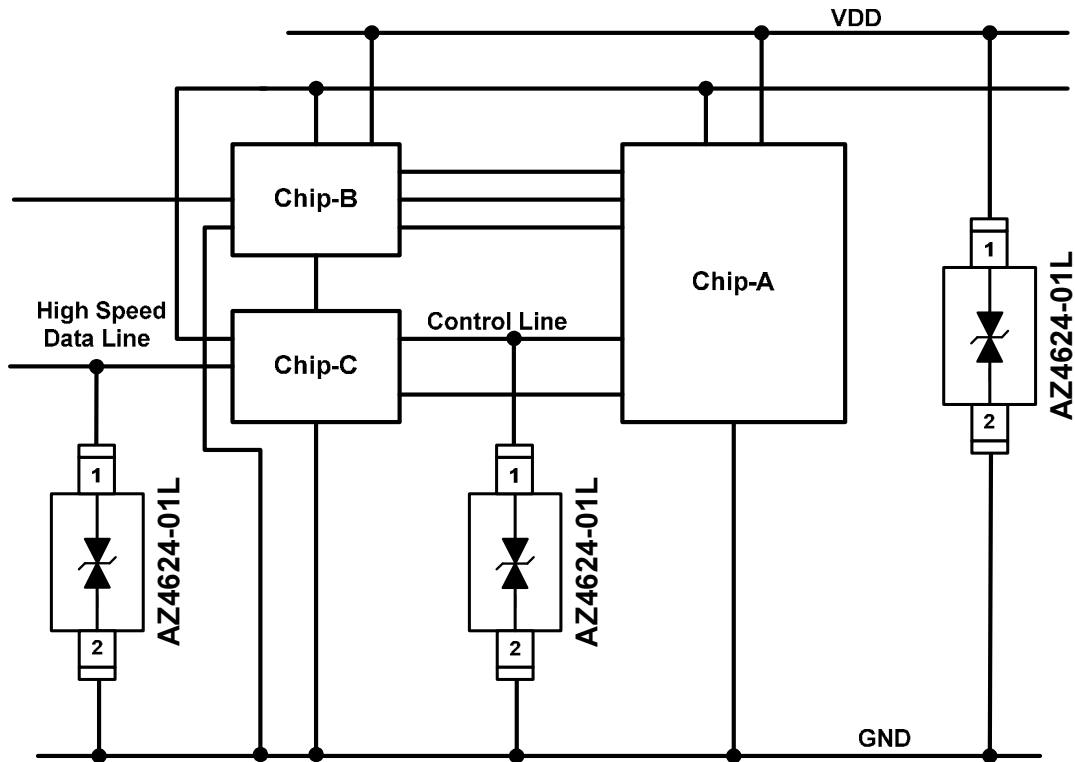 VDD
Chip-B
Chip-A
High Speed
Data Line
Control Line
Chip-C
1
2
AZ4624-01L
1
2
AZ4624-01L
1
2
AZ4624-01L
GND